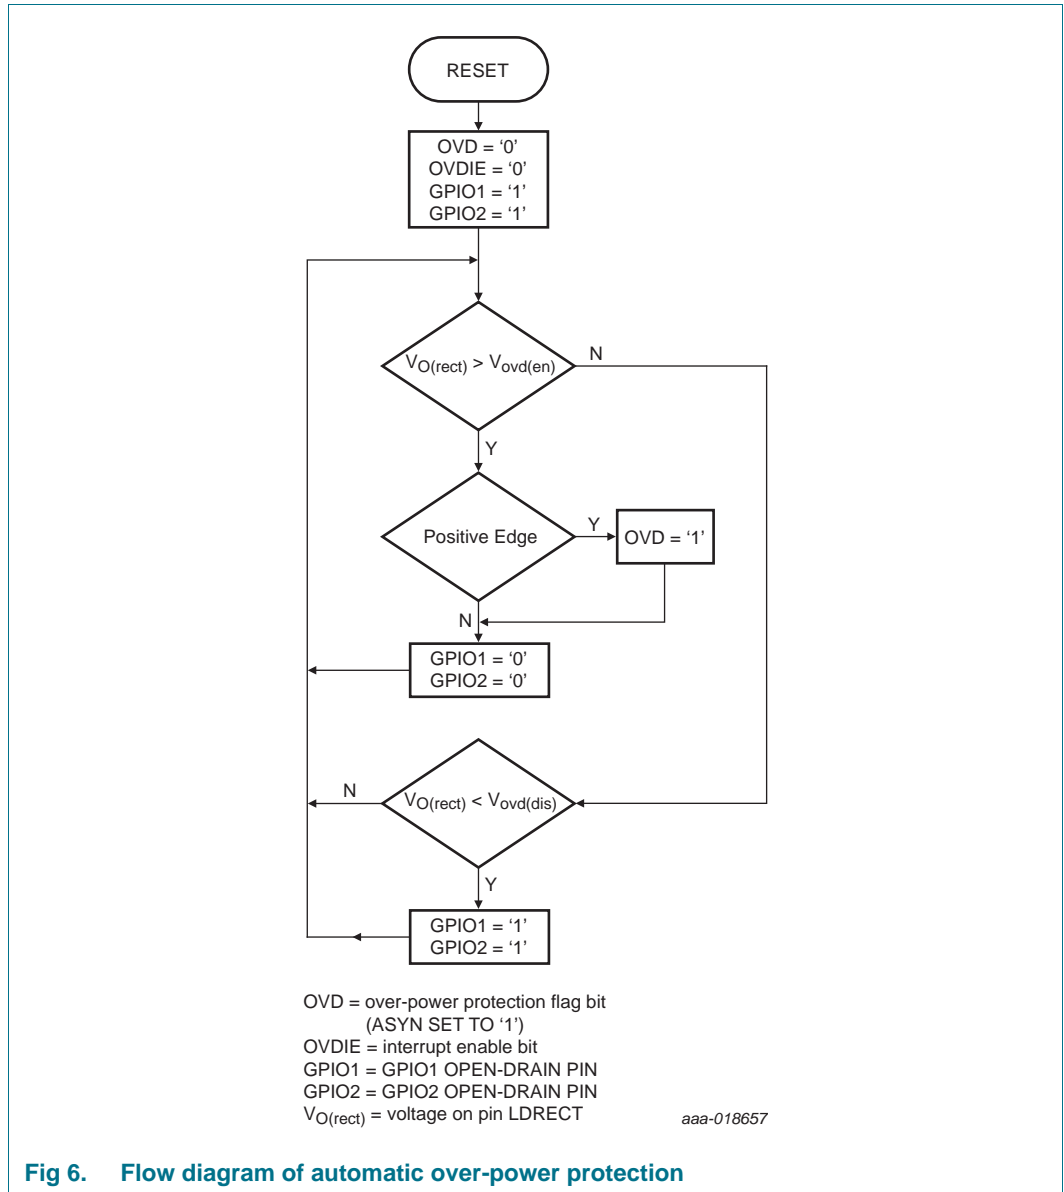 RESET
OVD = ‘0’
OVDIE = ‘0’
GPIO1 = ‘1’
GPIO2 = ‘1’
VO(rect) > Vovd(en)
N
Y
Positive Edge
Y
OVD = ‘1’
N
GPIO1 = ‘0’
GPIO2 = ‘0’
N
VO(rect) < Vovd(dis)
Y
GPIO1 = ‘1’
GPIO2 = ‘1’
OVD = over-power protection flag bit
(ASYN SET TO ‘1’)
OVDIE = interrupt enable bit
GPIO1 = GPIO1 OPEN-DRAIN PIN
GPIO2 = GPIO2 OPEN-DRAIN PIN
VO(rect) = voltage on pin LDRECT
aaa-018657
Fig 6. Flow diagram of automatic over-power protection